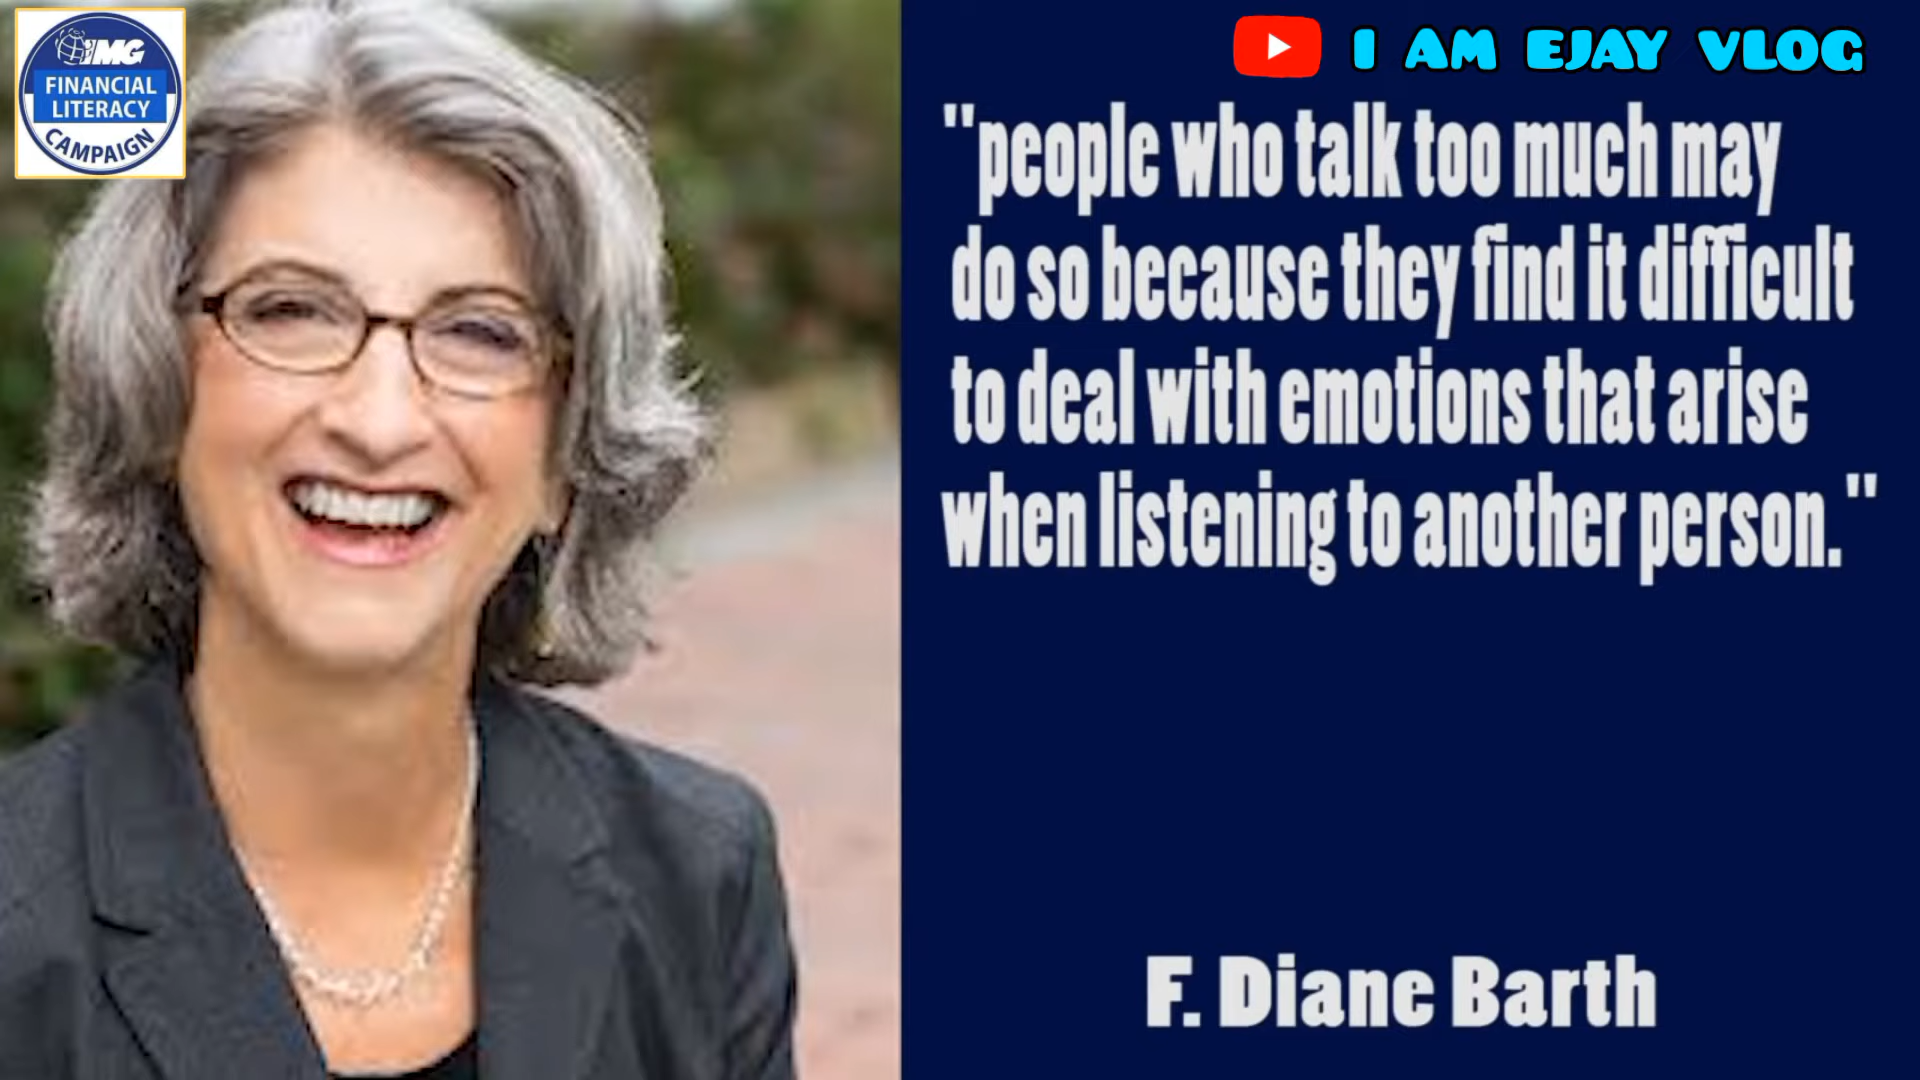 IMG
FINANCIAL
LITERACY
CAMPAIGN
I AM EJAY VLOG
"people who talk too much may
do so because they find it difficult
to deal with emotions that arise
when listening to another person."
F. Diane Barth